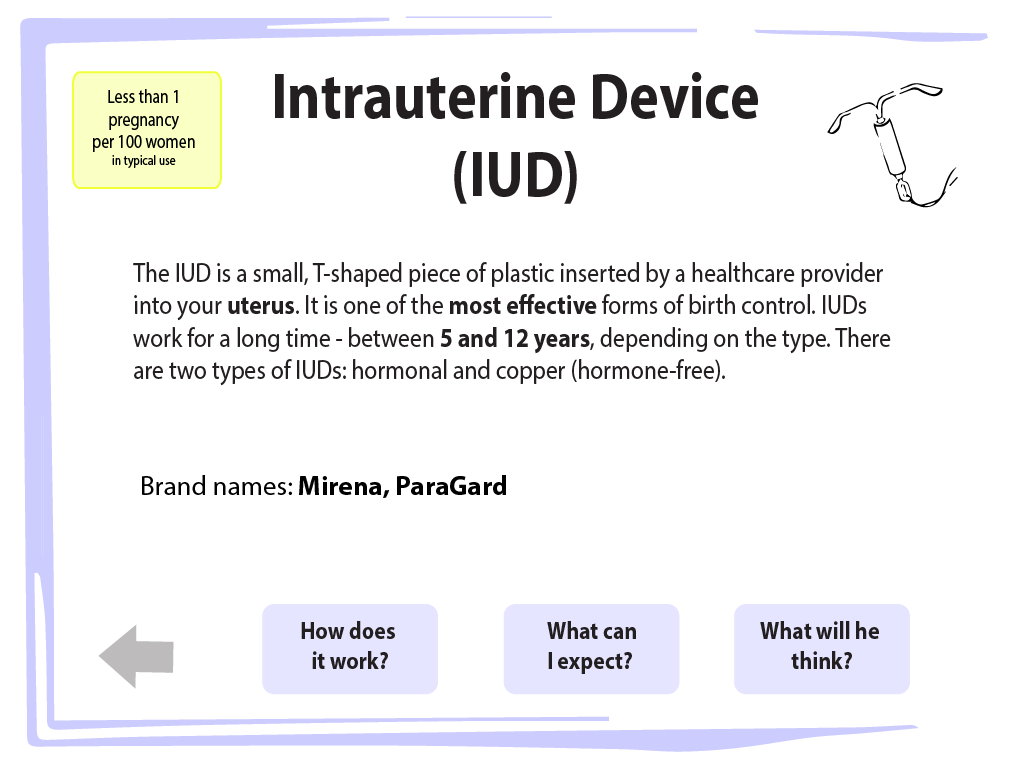 Less than 1
pregnancy
per 100 women
in typical use
Intrauterine Device
(IUD)
The IUD is a small, T-shaped piece of plastic inserted by a healthcare provider
into your uterus. It is one of the most effective forms of birth control. IUDs
work for a long time - between 5 and 12 years, depending on the type. There
are two types of IUDs: hormonal and copper (hormone-free).
Brand names: Mirena, ParaGard
How does
it work?
What can
I expect?
What will he
think?